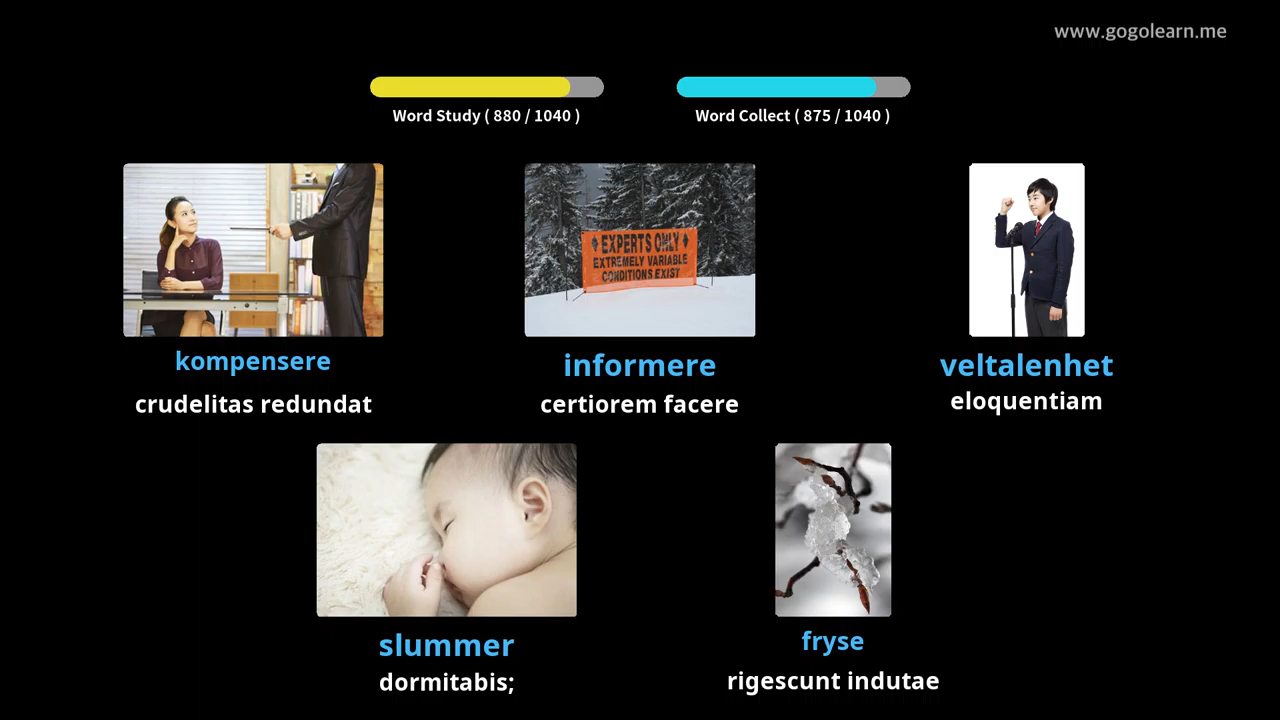 www.gogolearn.me
Word Study ( 880 / 1040 )
Word Collect ( 875 / 1040 )
EXPERTS ONLY
EXTREMELY VARIABLE
CONDITIONS EXIST
kompensere
informere
veltalenhet
crudelitas redundat
certiorem facere
eloquentiam
slummer
fryse
dormitabis;
rigescunt indutae